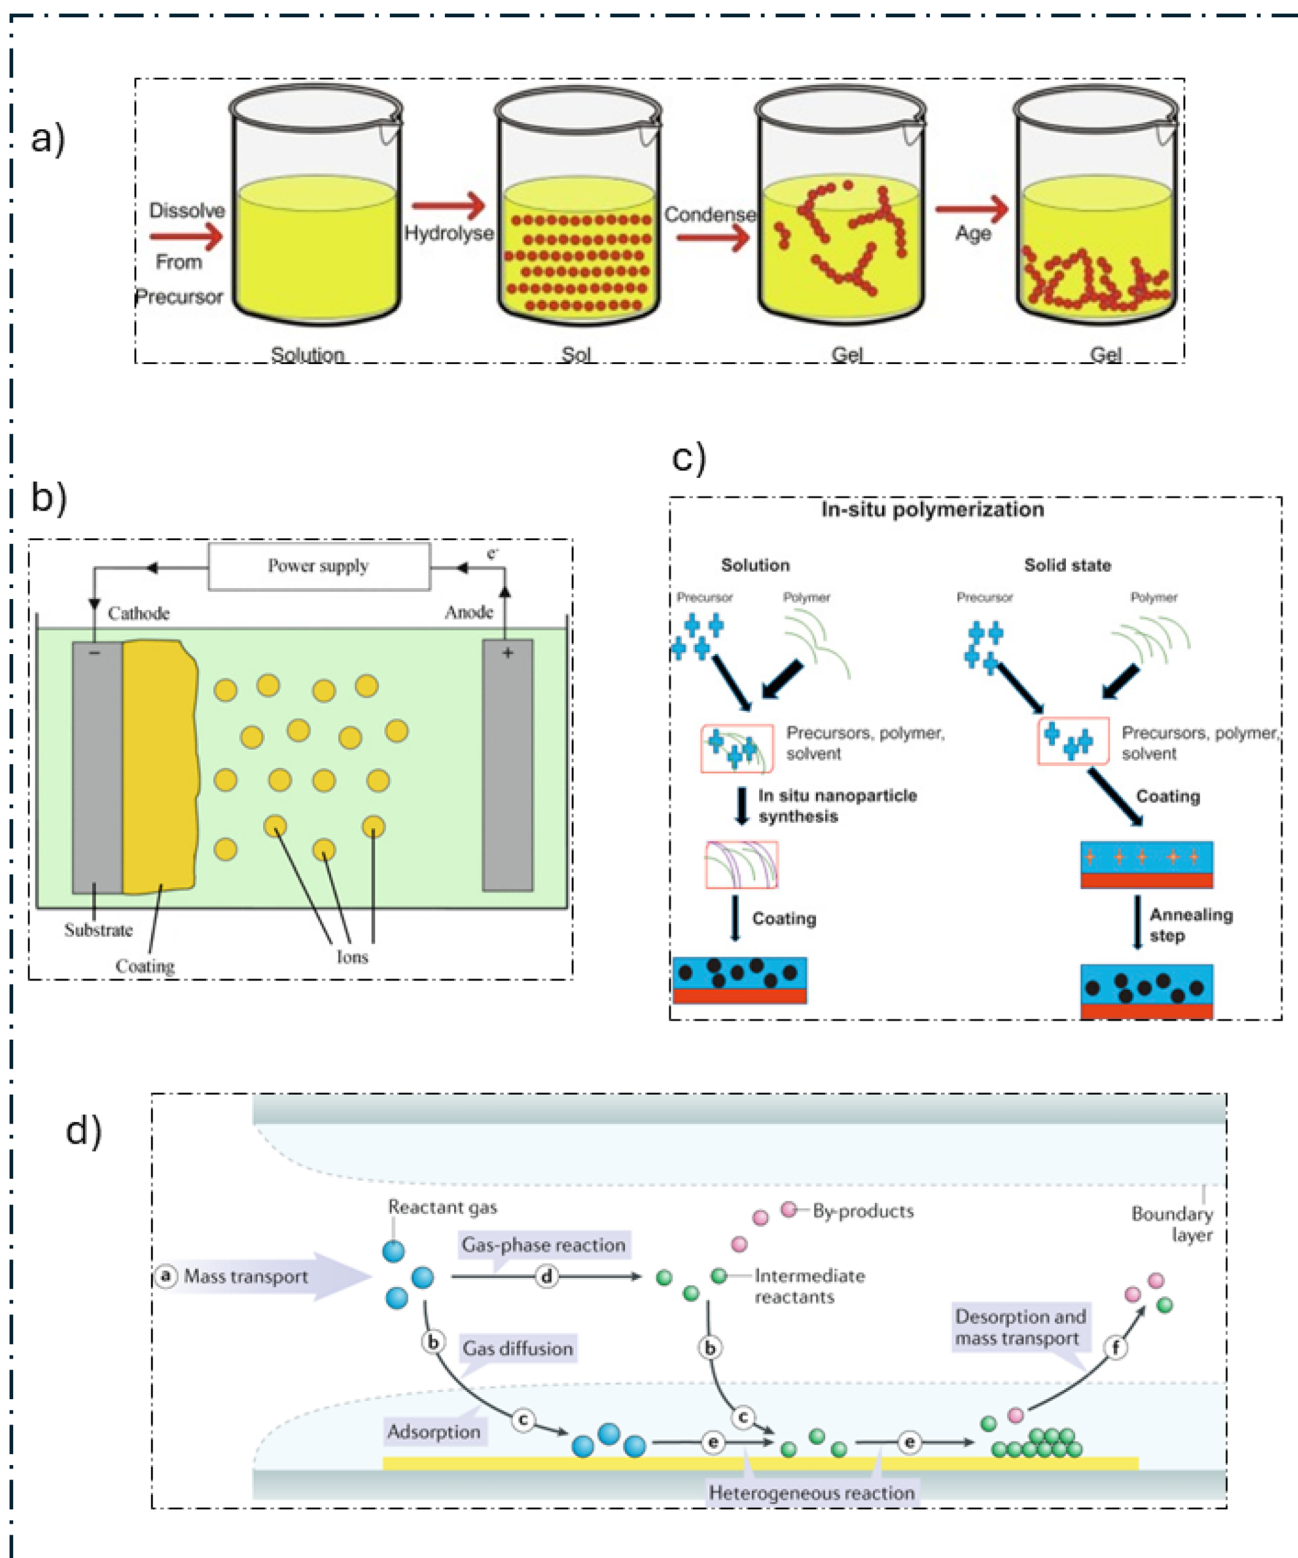 a)
Dissolve
From
Precursor
Hydrolyse
Condense
Age
Solution
Sol
Gel
Gel
b)
Power supply
e-
Cathode
Anode
−
+
Substrate
Coating
Ions
c)
In-situ polymerization
Solution
Solid state
Precursor
Polymer
Precursor
Polymer
Precursors, polymer,
solvent
Precursors, polymer,
solvent
In situ nanoparticle
synthesis
Coating
Coating
Annealing
step
d)
Reactant gas
By-products
Boundary
layer
Gas-phase reaction
a Mass transport
d
Intermediate
reactants
b
Gas diffusion
b
Desorption and
mass transport
f
Adsorption
c
c
e
e
Heterogeneous reaction